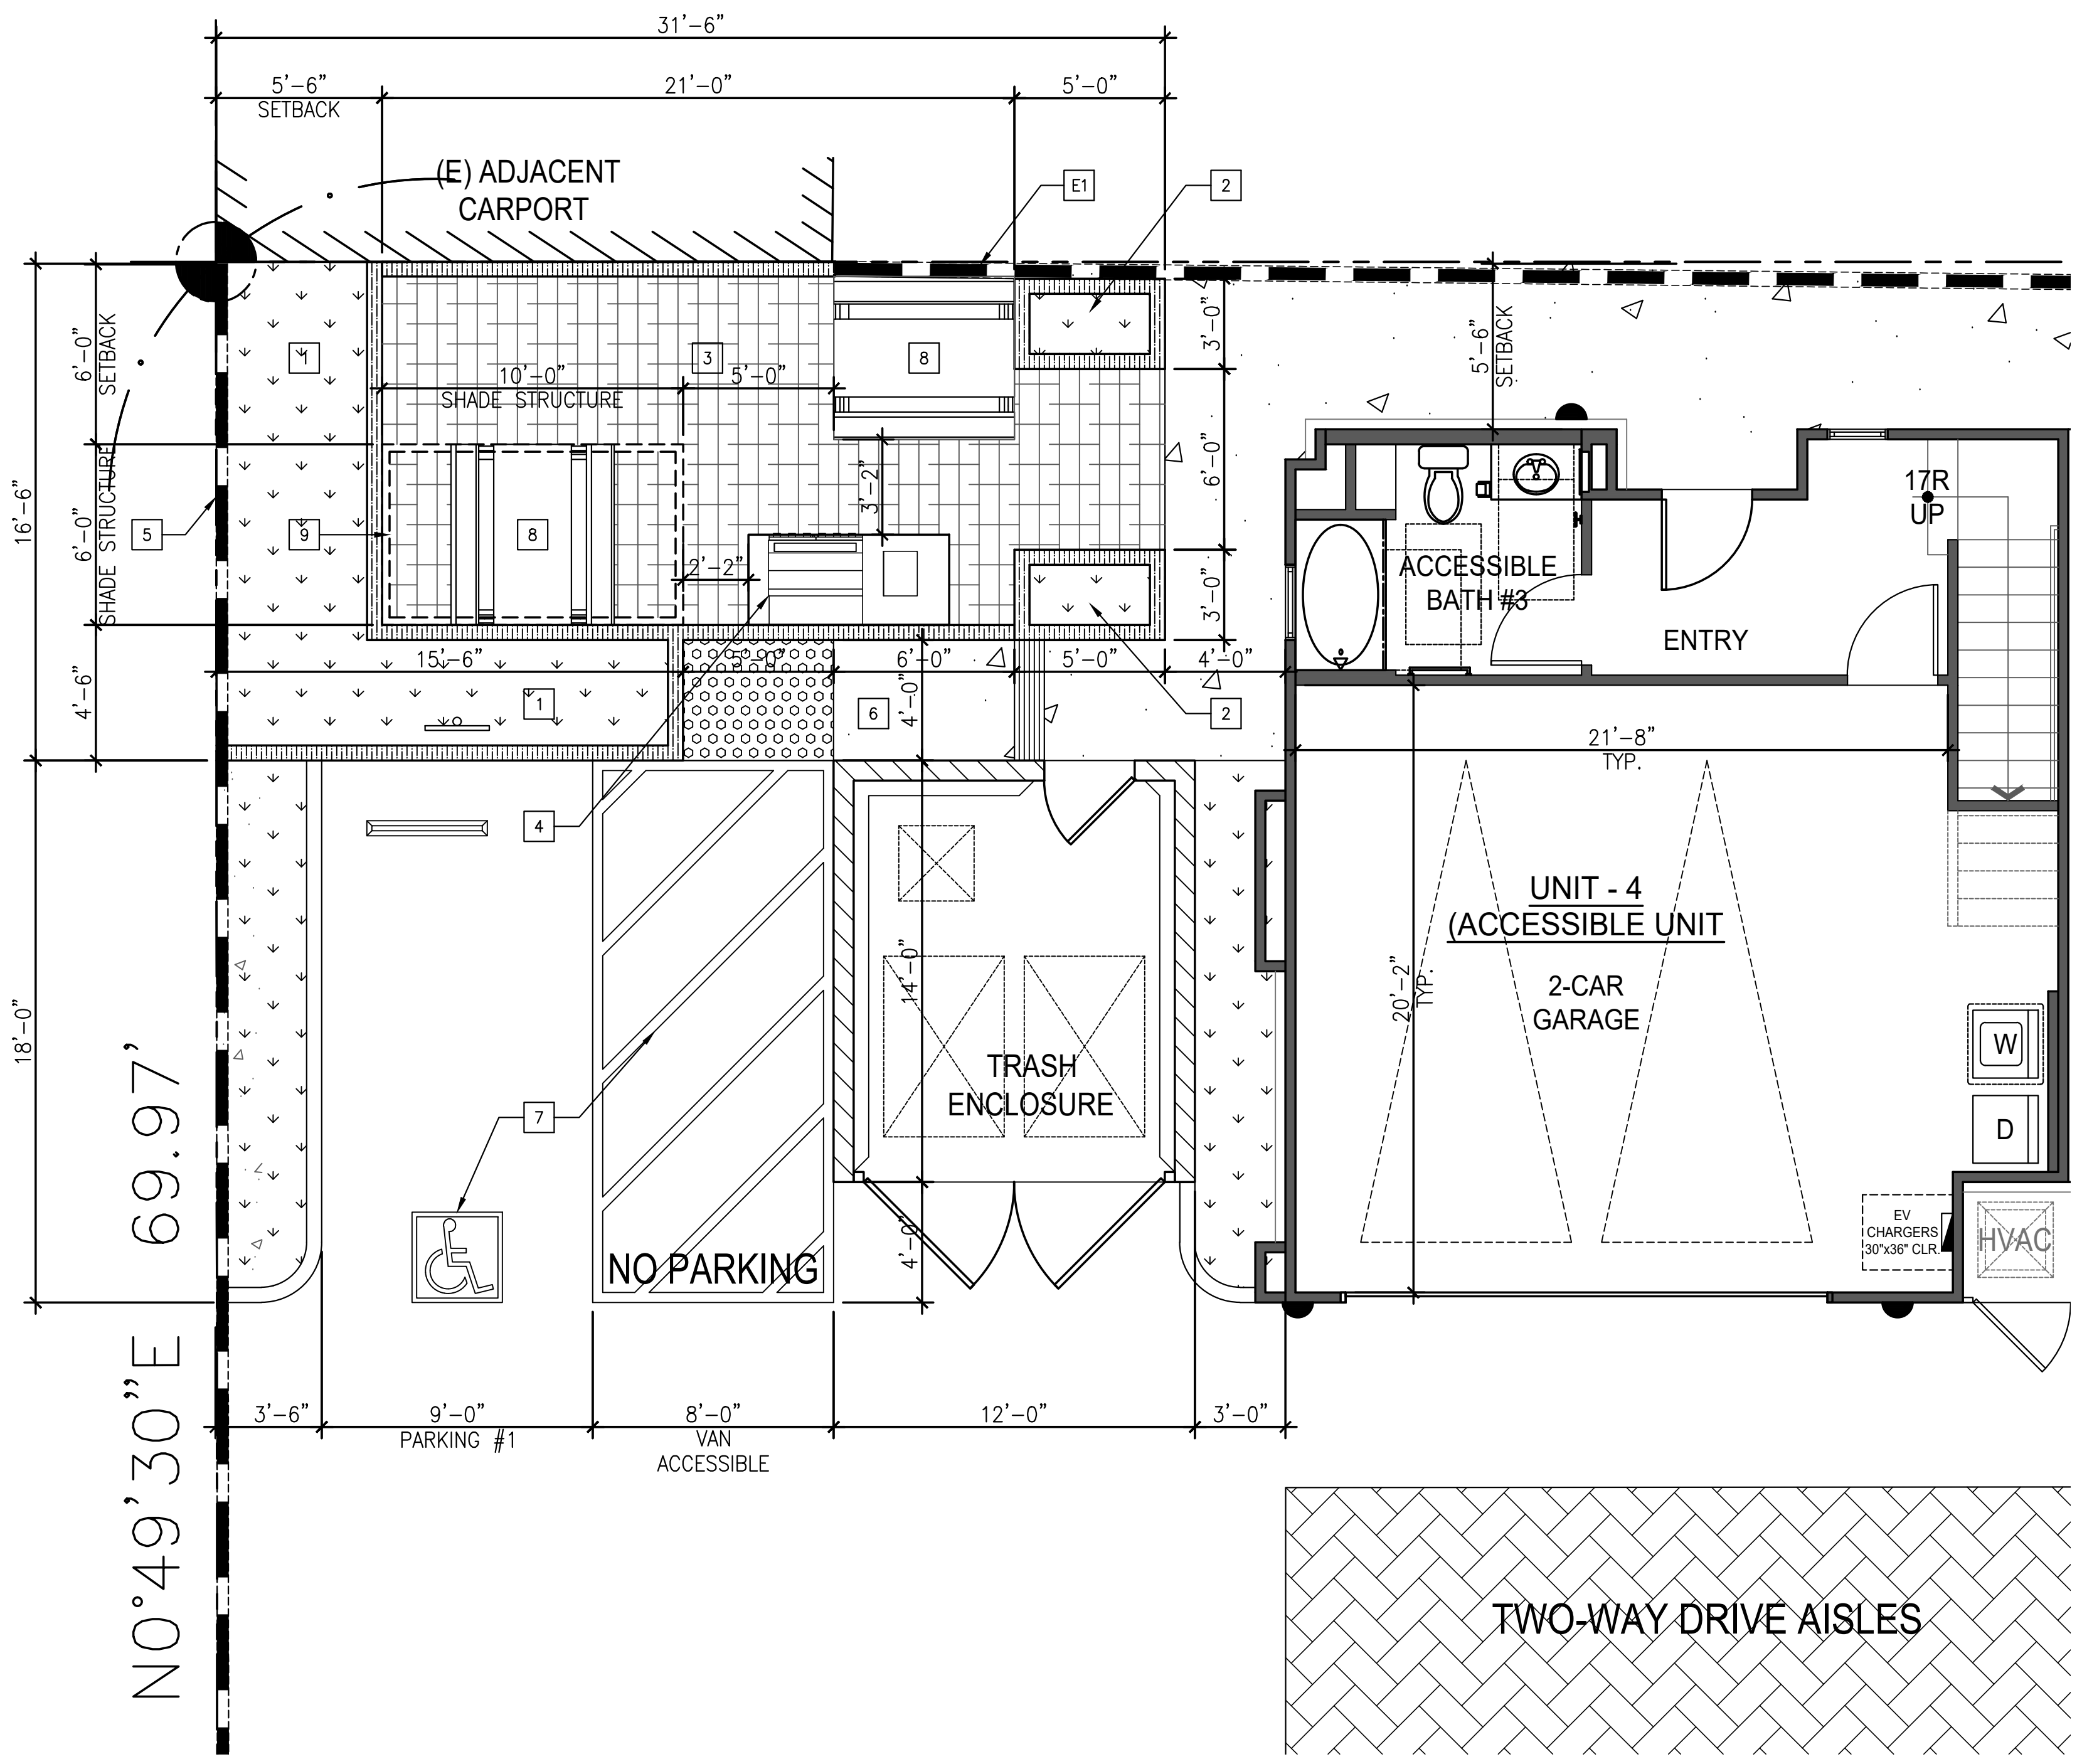 31'-6"
5'-6"
SETBACK
21'-0"
5'-0"
(E) ADJACENT
CARPORT
E1
2
6'-0"
SETBACK
1
3
8
10'-0"
SHADE STRUCTURE
5'-0"
3'-0"
5'-6"
SETBACK
16'-6"
6'-0"
SHADE STRUCTURE
5
9
8
3'-2"
2'-2"
6'-0"
3'-0"
17R
UP
ACCESSIBLE
BATH #3
ENTRY
4'-6"
15'-6"
5'-0"
6'-0"
5'-0"
4'-0"
1
6
4'-0"
2
21'-8"
TYP.
4
UNIT - 4
(ACCESSIBLE UNIT
2-CAR
GARAGE
20'-2"
TYP.
18'-0"
14'-0"
TRASH
ENCLOSURE
W
D
7
EV
CHARGERS
30"x36" CLR.
HVAC
NO PARKING
4'-0"
N0°49'30"E 69.97'
3'-6"
9'-0"
PARKING #1
8'-0"
VAN
ACCESSIBLE
12'-0"
3'-0"
TWO-WAY DRIVE AISLES